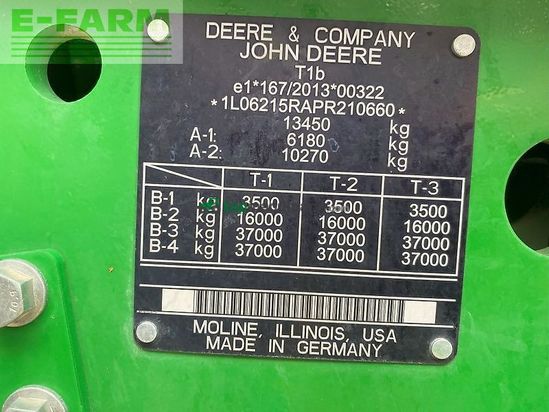 E-FARM
DEERE & COMPANY
JOHN DEERE
T1b
e1*167/2013*00322
*1L06215RAPR210660*
13450 kg
A-1: 6180 kg
A-2: 10270 kg
T-1 T-2 T-3
B-1 kg 3500 3500 3500
B-2 kg 16000 16000 16000
B-3 kg 37000 37000 37000
B-4 kg 37000 37000 37000
MOLINE, ILLINOIS, USA
MADE IN GERMANY
10.9